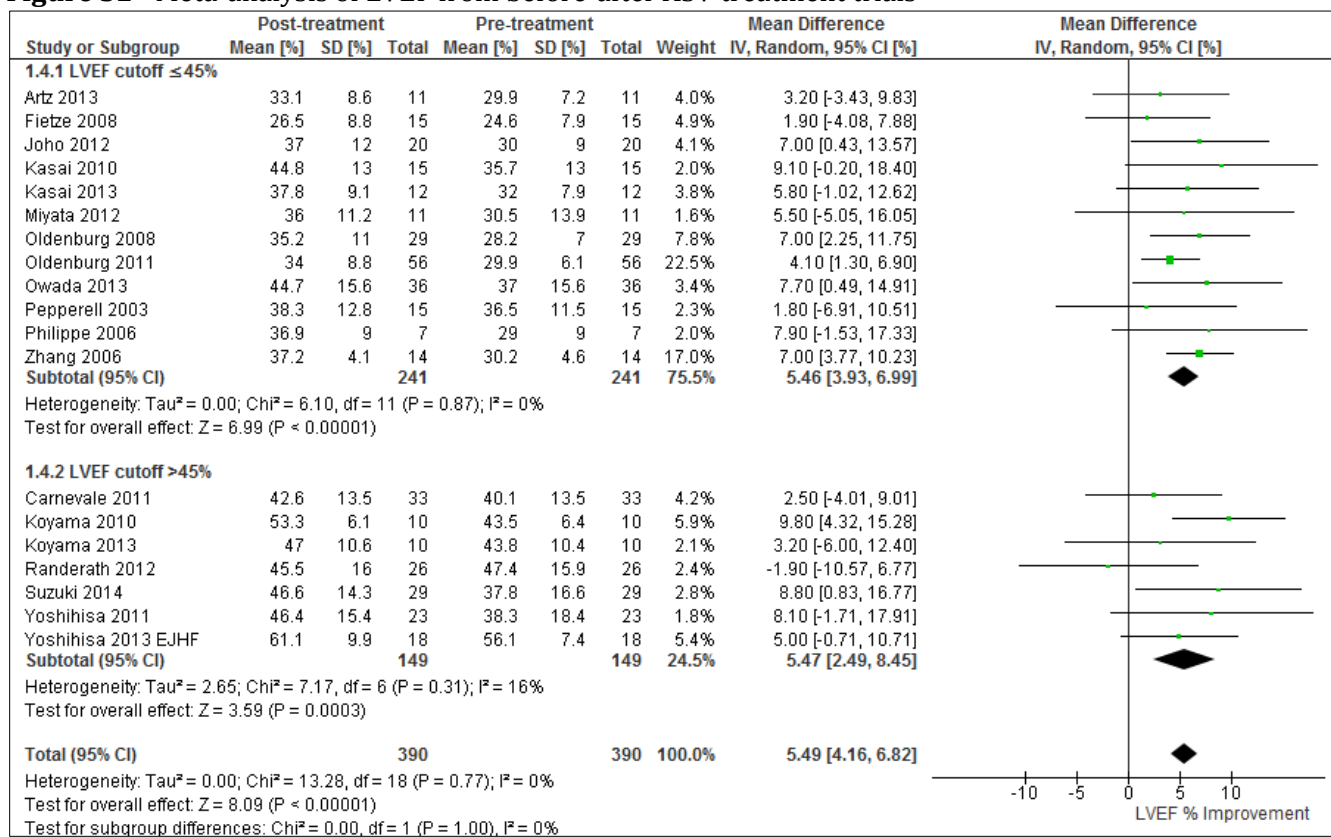 Post-treatment Pre-treatment Mean Difference Mean Difference
Study or Subgroup Mean [%] SD [%] Total Mean [%] SD [%] Total Weight IV, Random, 95% CI [%] IV, Random, 95% CI [%]
1.4.1 LVEF cutoff ≤45%
Artz 2013 33.1 8.6 11 29.9 7.2 11 4.0% 3.20 [-3.43, 9.83]
Fietze 2008 26.5 8.8 15 24.6 7.9 15 4.9% 1.90 [-4.08, 7.88]
Joho 2012 37 12 20 30 9 20 4.1% 7.00 [0.43, 13.57]
Kasai 2010 44.8 13 15 35.7 13 15 2.1% 9.10 [-0.20, 18.40]
Kasai 2013 37.8 9.1 12 32 7.9 12 3.8% 5.80 [-1.02, 12.62]
Miyata 2012 36 11.2 11 30.5 13.9 11 1.6% 5.50 [-5.05, 16.05]
Oldenburg 2008 35.2 11 29 28.2 7 29 7.8% 7.00 [2.25, 11.75]
Oldenburg 2011 34 8.8 56 29.9 6.1 56 22.5% 4.10 [1.30, 6.90]
Owada 2013 44.7 15.6 36 37 15.6 36 3.4% 7.70 [0.49, 14.91]
Pepperell 2003 38.3 12.8 15 36.5 11.5 15 2.3% 1.80 [-6.91, 10.51]
Philippe 2006 36.9 9 7 29 9 7 2.0% 7.90 [-1.53, 17.33]
Zhang 2006 37.2 4.1 14 30.2 4.6 14 17.0% 7.00 [3.77, 10.23]
Subtotal (95% CI) 241 241 75.5% 5.46 [3.93, 6.99]
Heterogeneity: Tau² = 0.00; Chi² = 6.10, df = 11 (P = 0.87); I² = 0%
Test for overall effect: Z = 6.99 (P < 0.00001)
1.4.2 LVEF cutoff >45%
Carnevale 2011 42.6 13.5 33 40.1 13.5 33 4.2% 2.50 [-4.01, 9.01]
Koyama 2010 53.3 6.1 10 43.5 6.4 10 5.9% 9.80 [4.32, 15.28]
Koyama 2013 47 10.6 10 43.8 10.4 10 2.1% 3.20 [-6.00, 12.40]
Randerath 2012 45.5 16 26 47.4 15.9 26 2.4% -1.90 [-10.57, 6.77]
Suzuki 2014 46.6 14.3 29 37.8 16.6 29 2.8% 8.80 [0.83, 16.77]
Yoshihisa 2011 46.4 15.4 23 38.3 18.4 23 1.8% 8.10 [-1.71, 17.91]
Yoshihisa 2013 EJHF 61.1 9.9 18 56.1 7.4 18 5.4% 5.00 [-0.71, 10.71]
Subtotal (95% CI) 149 149 24.5% 5.47 [2.49, 8.45]
Heterogeneity: Tau² = 2.65; Chi² = 7.17, df = 6 (P = 0.31); I² = 16%
Test for overall effect: Z = 3.59 (P = 0.0003)
Total (95% CI) 390 390 100.0% 5.49 [4.16, 6.82]
Heterogeneity: Tau² = 0.00; Chi² = 13.28, df = 18 (P = 0.77); I² = 0%
Test for overall effect: Z = 8.09 (P < 0.00001)
Test for subgroup differences: Chi² = 0.00, df = 1 (P = 1.00), I² = 0%
-10 -5 0 5 10
LVEF % Improvement